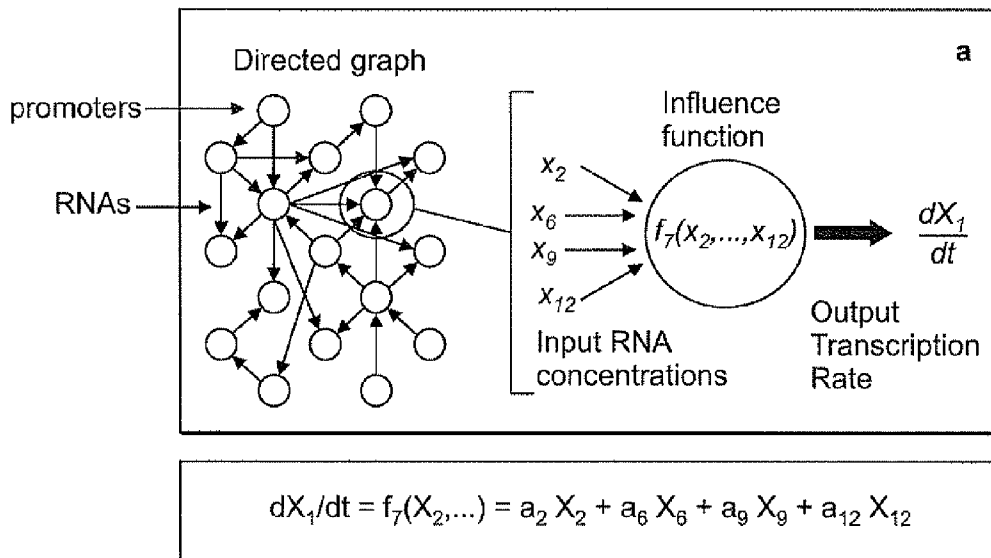 a
Directed graph
promoters
RNAs
Influence
function
x₂
x₆
x₉
x₁₂
f₇(x₂,...,x₁₂)
dX₁
dt
Input RNA
concentrations
Output
Transcription
Rate
dX₁/dt = f₇(X₂,...) = a₂ X₂ + a₆ X₆ + a₉ X₉ + a₁₂ X₁₂